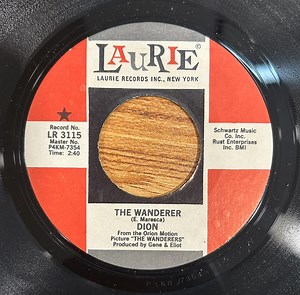 LAURIE®
LAURIE RECORDS INC., NEW YORK
Record No.
LR 3115
Master No.
P4KM-7354
Time: 2:40
Schwartz Music
Co. Inc.
Rust Enterprises
Inc. BMI
THE WANDERER
(E. Maresca)
DION
From the Orion Motion
Picture "THE WANDERERS"
Produced by Gene & Eliot